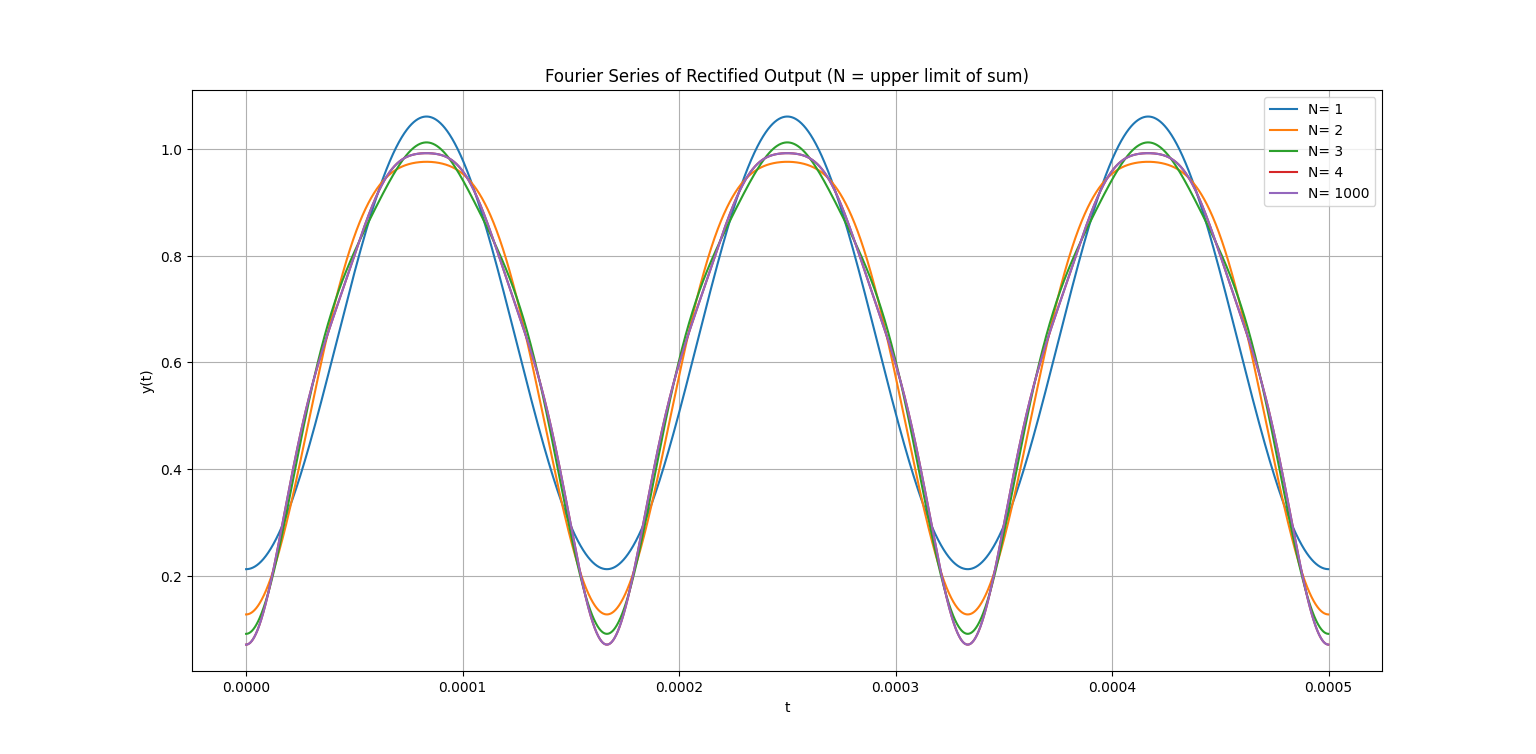 Fourier Series of Rectified Output (N = upper limit of sum)
N= 1
N= 2
N= 3
N= 4
N= 1000
1.0
0.8
0.6
0.4
0.2
y(t)
0.0000 0.0001 0.0002 0.0003 0.0004 0.0005
t